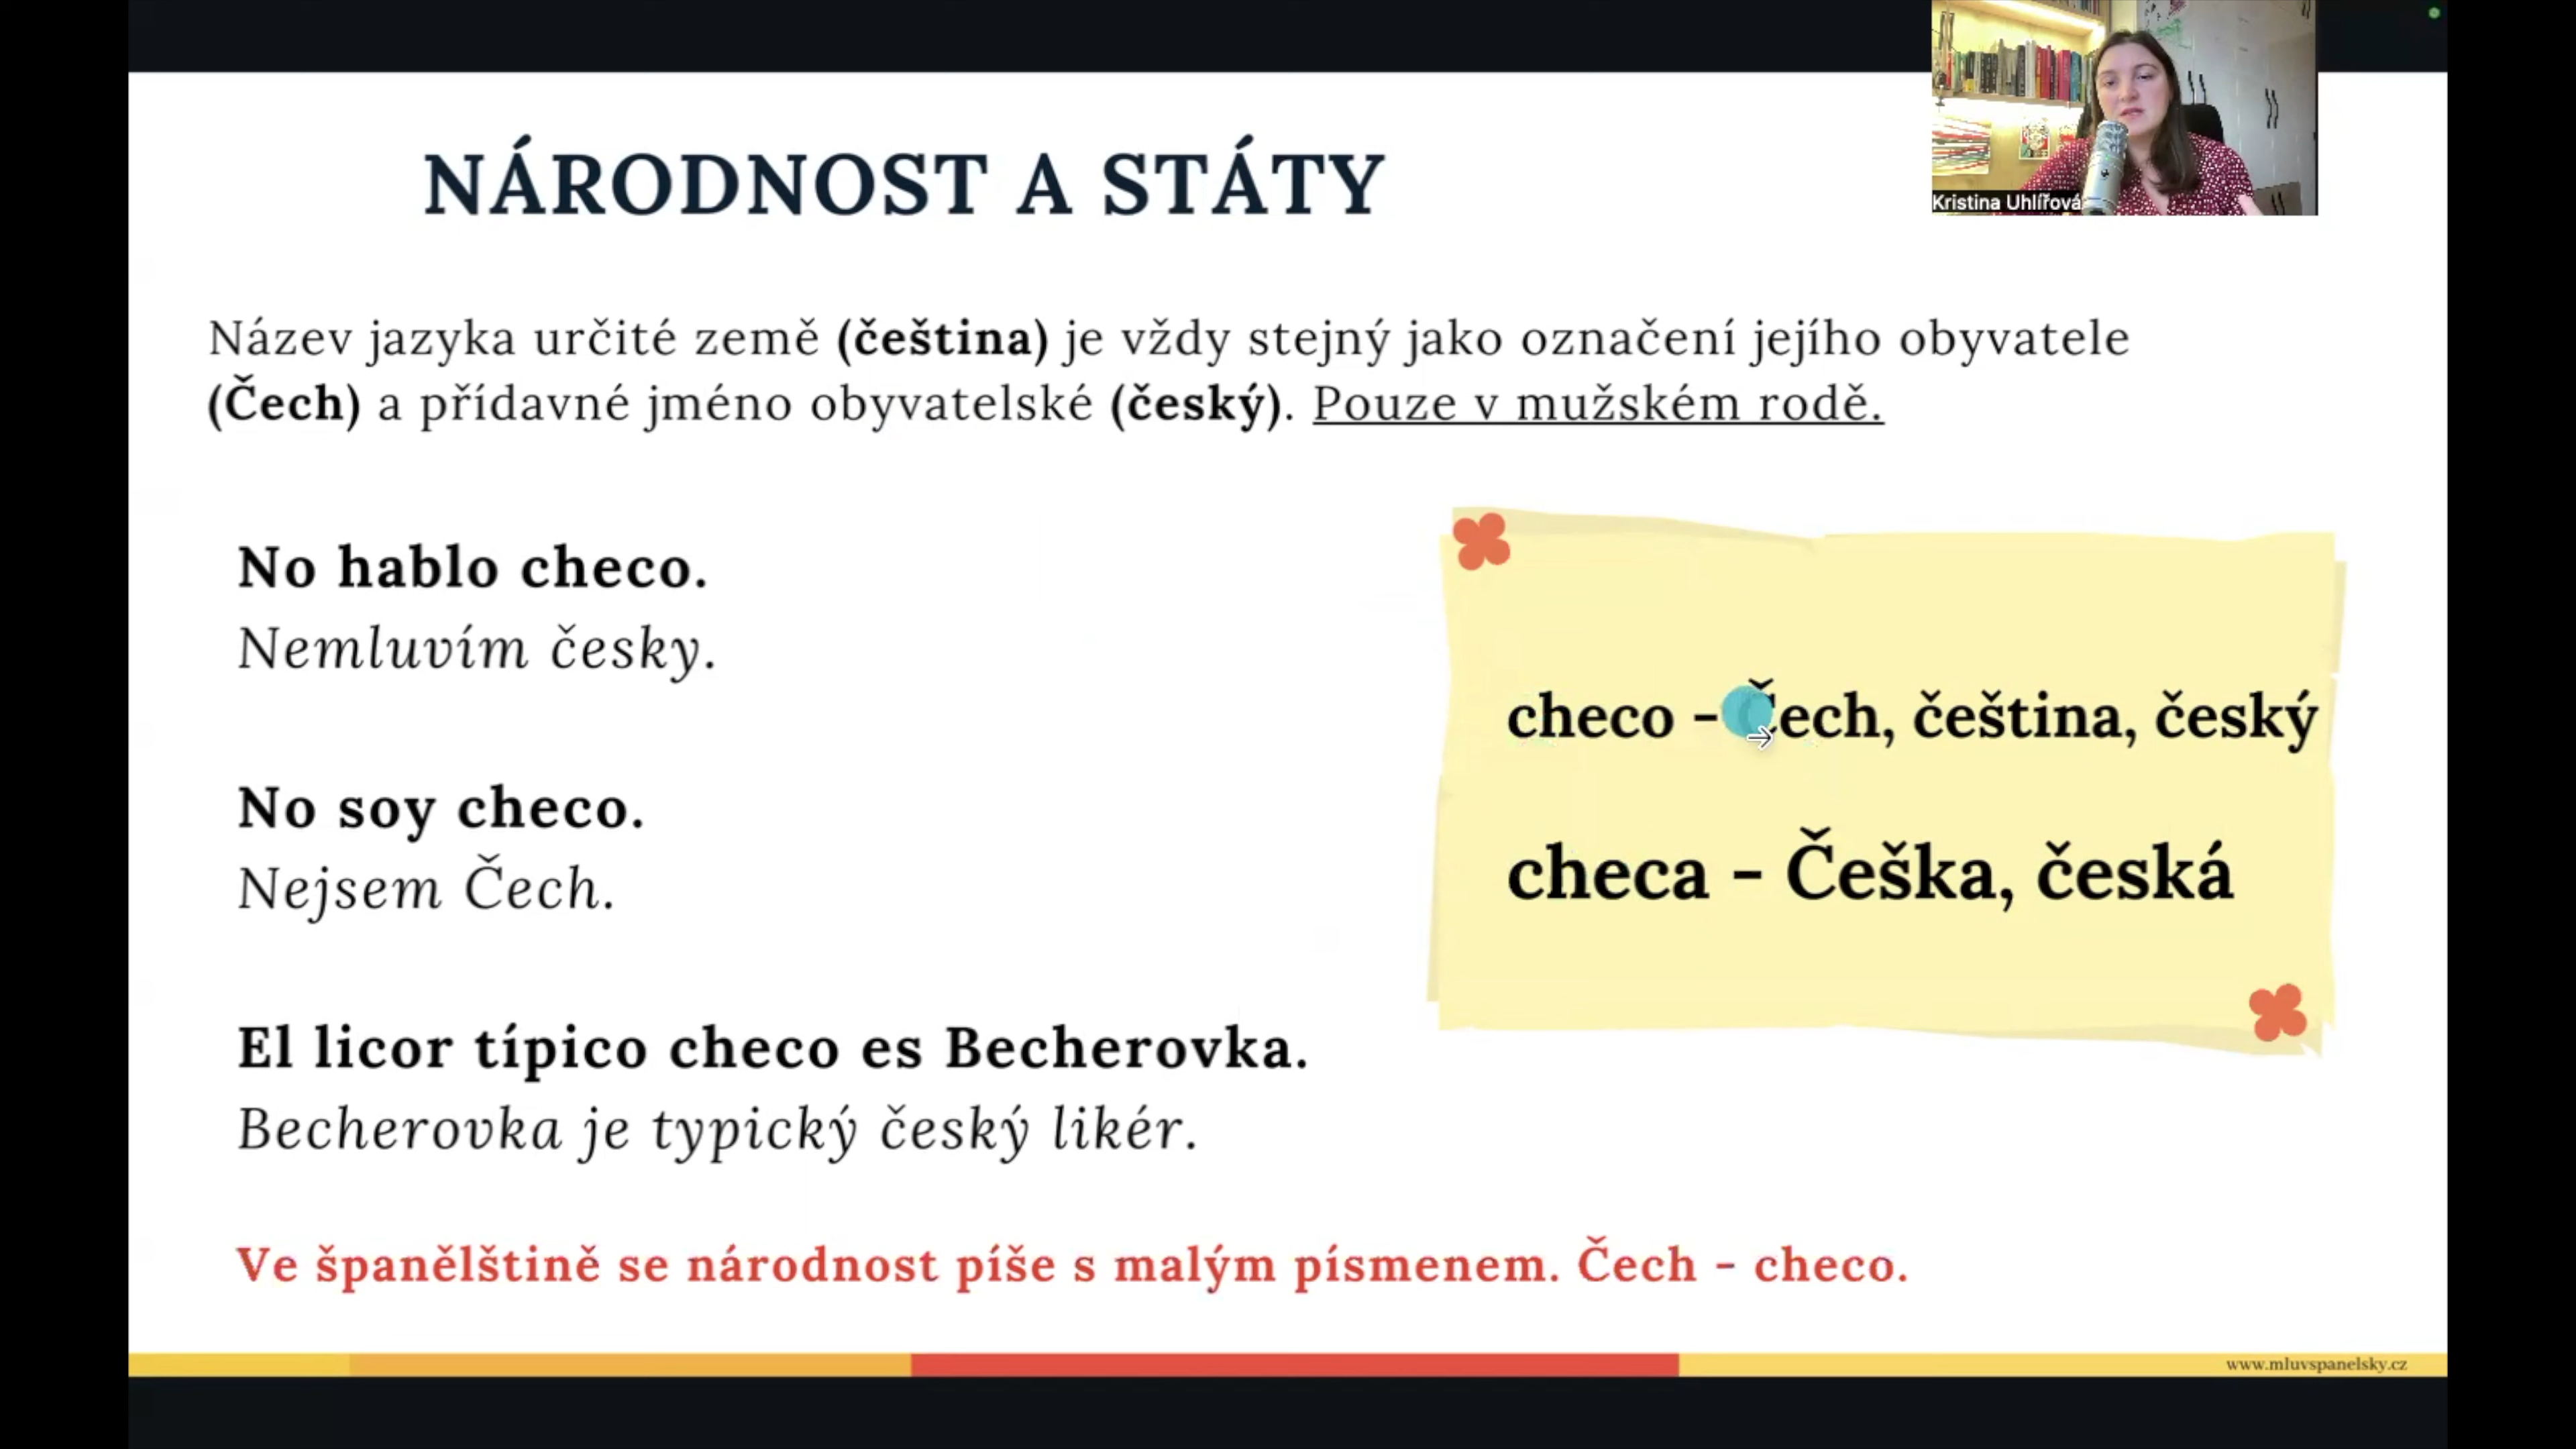 Kristina Uhlířová
NÁRODNOST A STÁTY
Název jazyka určité země (čeština) je vždy stejný jako označení jejího obyvatele
(Čech) a přídavné jméno obyvatelské (český). Pouze v mužském rodě.
No hablo checo.
Nemluvím česky.
No soy checo.
Nejsem Čech.
El licor típico checo es Becherovka.
Becherovka je typický český likér.
checo - Čech, čeština, český
checa - Češka, česká
Ve španělštině se národnost píše s malým písmenem. Čech - checo.
www.mluvspanelsky.cz